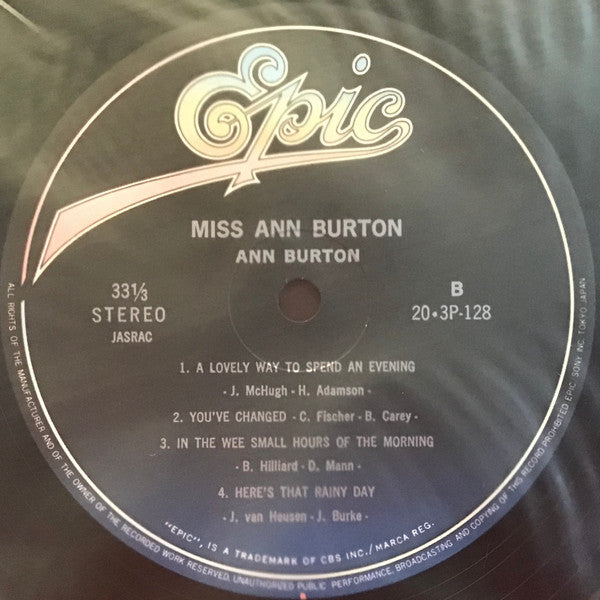 Epic
MISS ANN BURTON
ANN BURTON
33⅓
STEREO
JASRAC
B
20•3P-128
1. A LOVELY WAY TO SPEND AN EVENING
- J. McHugh - H. Adamson -
2. YOU'VE CHANGED - C. Fischer - B. Carey -
3. IN THE WEE SMALL HOURS OF THE MORNING
- B. Hilliard - D. Mann -
4. HERE'S THAT RAINY DAY
- J. van Heusen - J. Burke -
"EPIC", IS A TRADEMARK OF CBS INC./MARCA REG.
ALL RIGHTS OF THE MANUFACTURER AND OF THE OWNER OF THE RECORDED WORK RESERVED, UNAUTHORIZED PUBLIC PERFORMANCE, BROADCASTING AND COPYING OF THIS RECORD PROHIBITED EPIC. SONY INC. TOKYO JAPAN